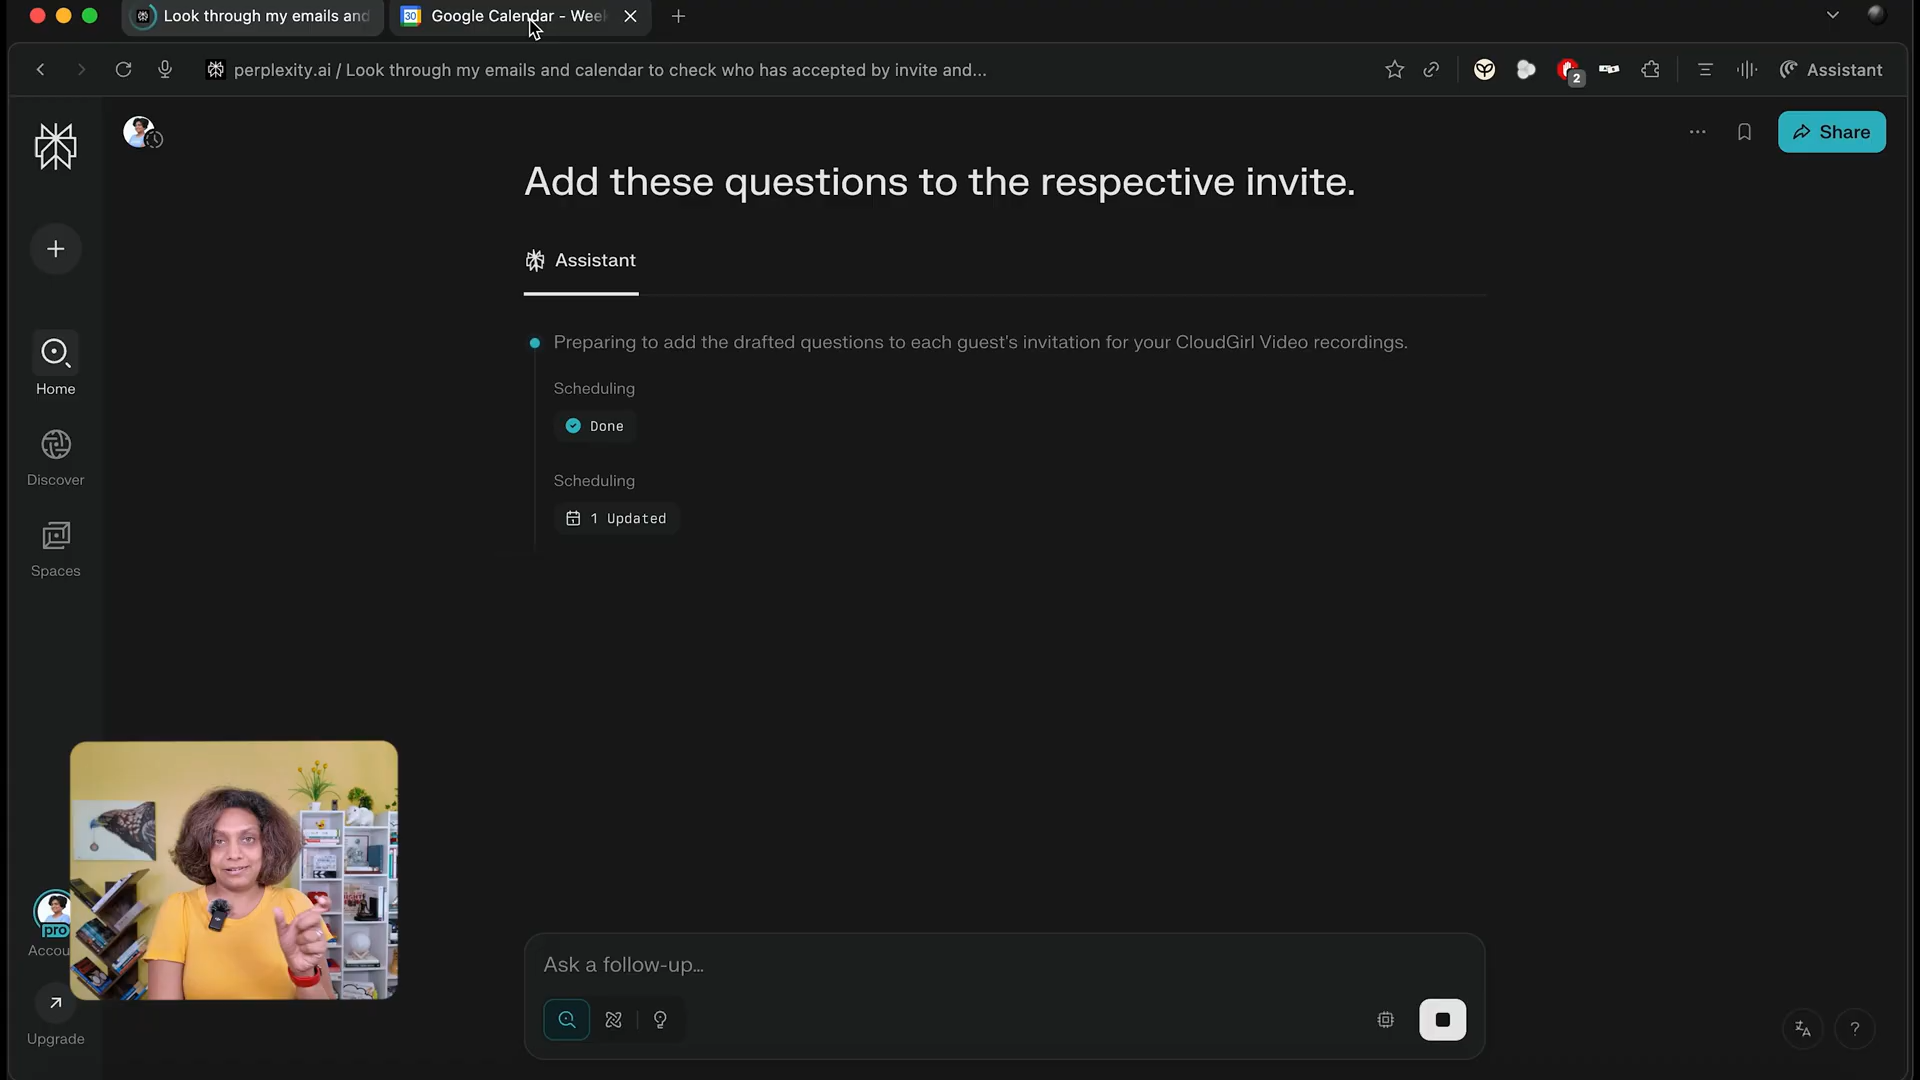 Look through my emails and
30
Google Calendar - Week
perplexity.ai / Look through my emails and calendar to check who has accepted by invite and...
2
Assistant
Share
Add these questions to the respective invite.
Assistant
Preparing to add the drafted questions to each guest's invitation for your CloudGirl Video recordings.
Scheduling
Done
Scheduling
1 Updated
Home
Discover
Spaces
pro
Accou
Upgrade
Ask a follow-up...
?